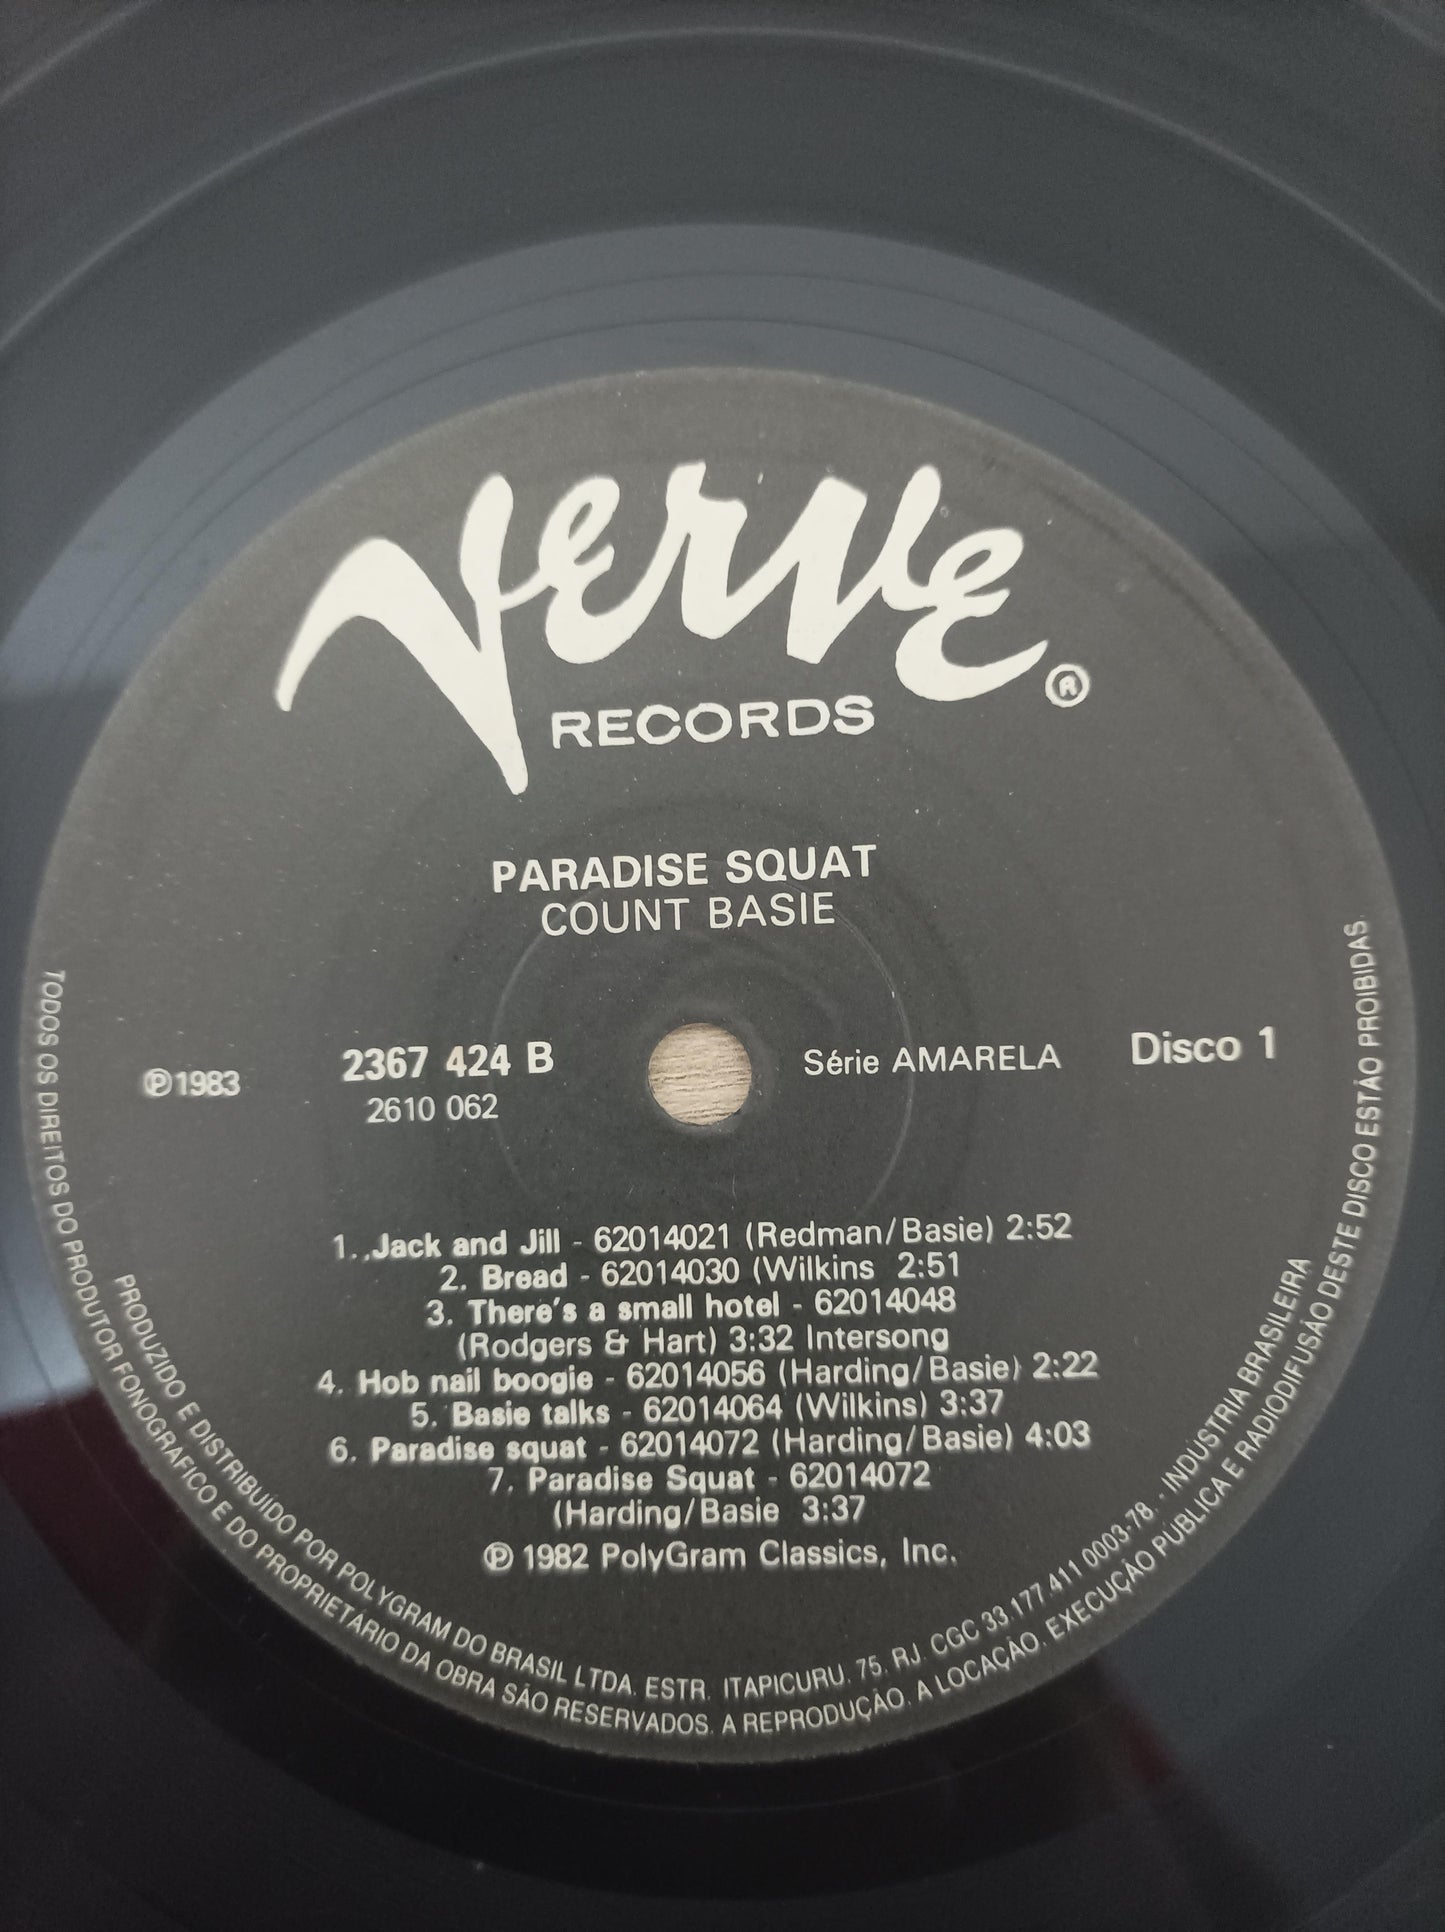 Verve ®
RECORDS
PARADISE SQUAT
COUNT BASIE
℗1983
2367 424 B
2610 062
Série AMARELA
Disco 1
1. Jack and Jill - 62014021 (Redman/Basie) 2:52
2. Bread - 62014030 (Wilkins 2:51
3. There's a small hotel - 62014048
(Rodgers & Hart) 3:32 Intersong
4. Hob nail boogie - 62014056 (Harding/Basie) 2:22
5. Basie talks - 62014064 (Wilkins) 3:37
6. Paradise squat - 62014072 (Harding/Basie) 4:03
7. Paradise Squat - 62014072
(Harding/Basie 3:37
℗ 1982 PolyGram Classics, Inc.
PRODUZIDO E DISTRIBUIDO POR POLYGRAM DO BRASIL LTDA. ESTR. ITAPICURU, 75, RJ. CGC 33.177.411 0003-78. - INDÚSTRIA BRASILEIRA
TODOS OS DIREITOS DO PRODUTOR FONOGRAFICO E DO PROPRIETARIO DA OBRA SÃO RESERVADOS. A REPRODUÇÃO, A LOCAÇÃO, EXECUÇÃO PÚBLICA E RADIODIFUSÃO DESTE DISCO ESTÃO PROIBIDAS.